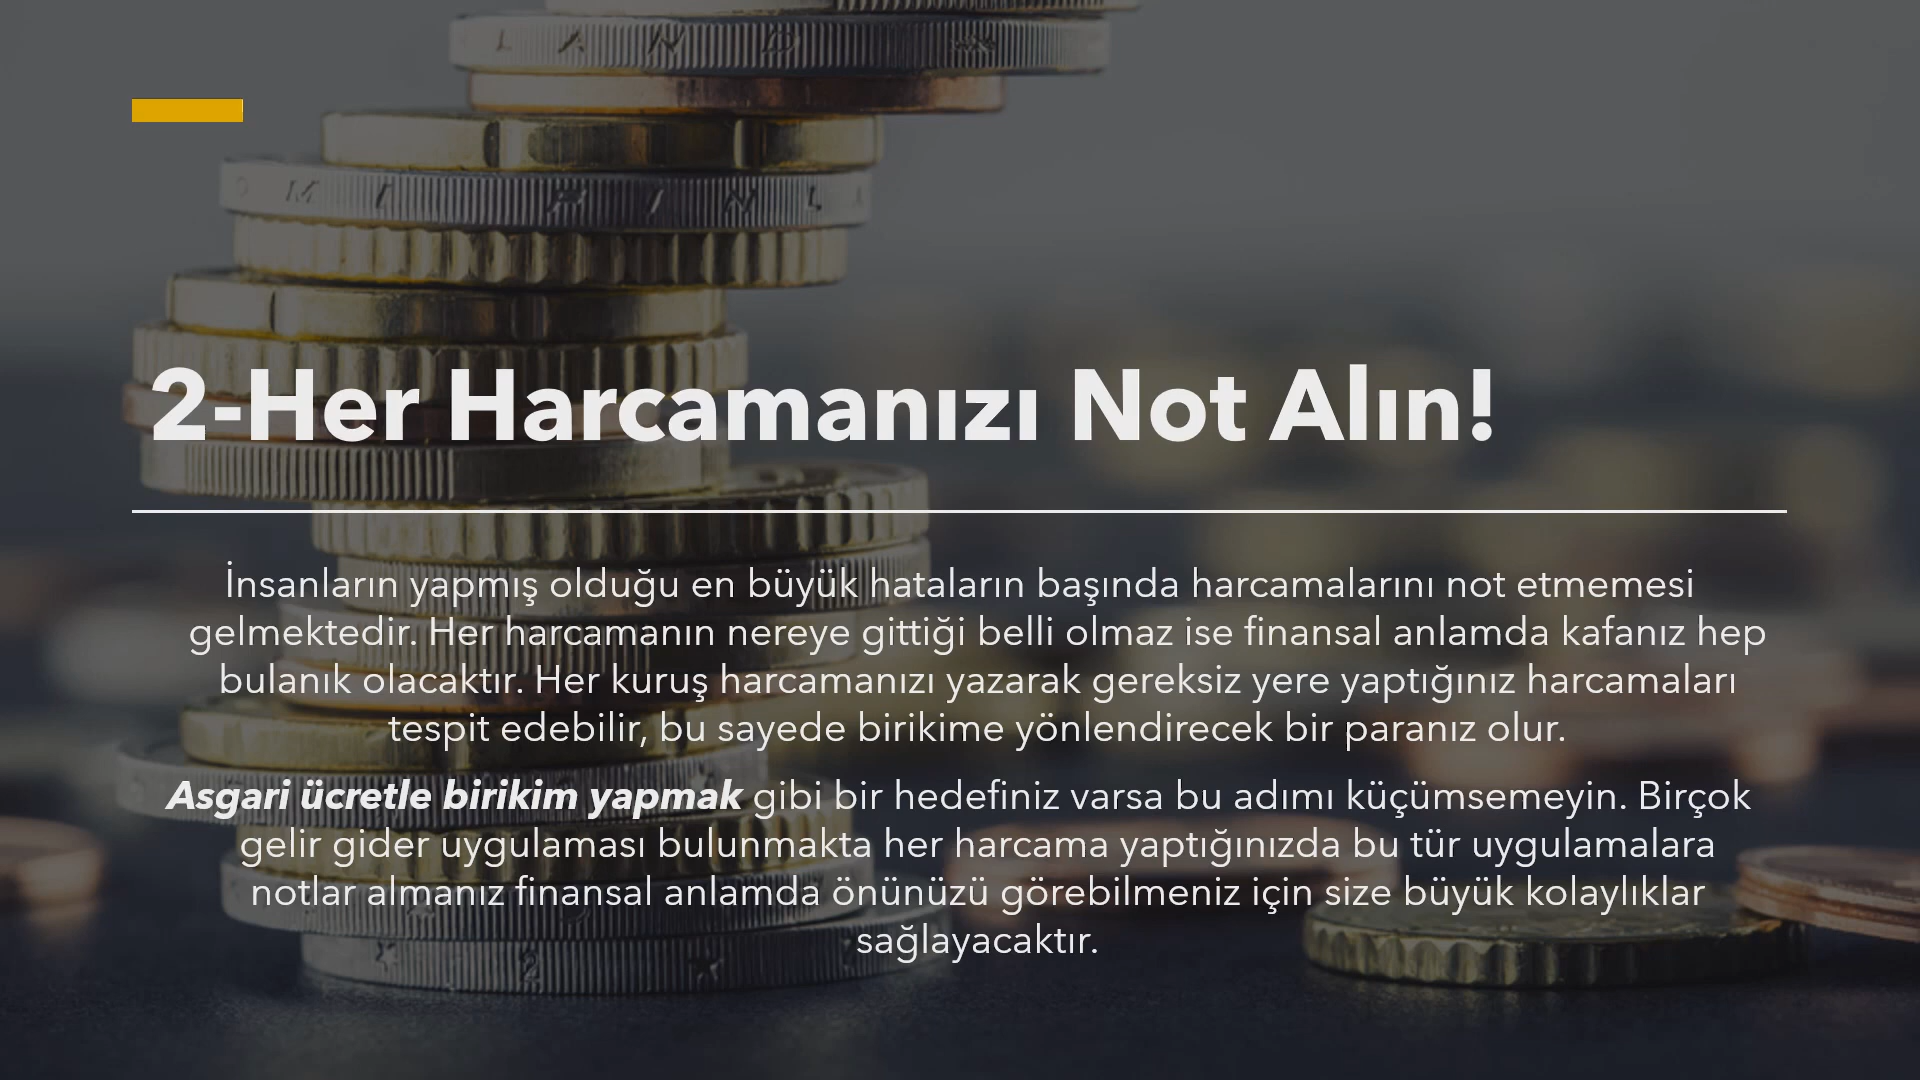 2-Her Harcamanızı Not Alın!
İnsanların yapmış olduğu en büyük hataların başında harcamalarını not etmemesi
gelmektedir. Her harcamanın nereye gittiği belli olmaz ise finansal anlamda kafanız hep
bulanık olacaktır. Her kuruş harcamanızı yazarak gereksiz yere yaptığınız harcamaları
tespit edebilir, bu sayede birikime yönlendirecek bir paranız olur.
Asgari ücretle birikim yapmak gibi bir hedefiniz varsa bu adımı küçümsemeyin. Birçok
gelir gider uygulaması bulunmakta her harcama yaptığınızda bu tür uygulamalara
notlar almanız finansal anlamda önünüzü görebilmeniz için size büyük kolaylıklar
sağlayacaktır.